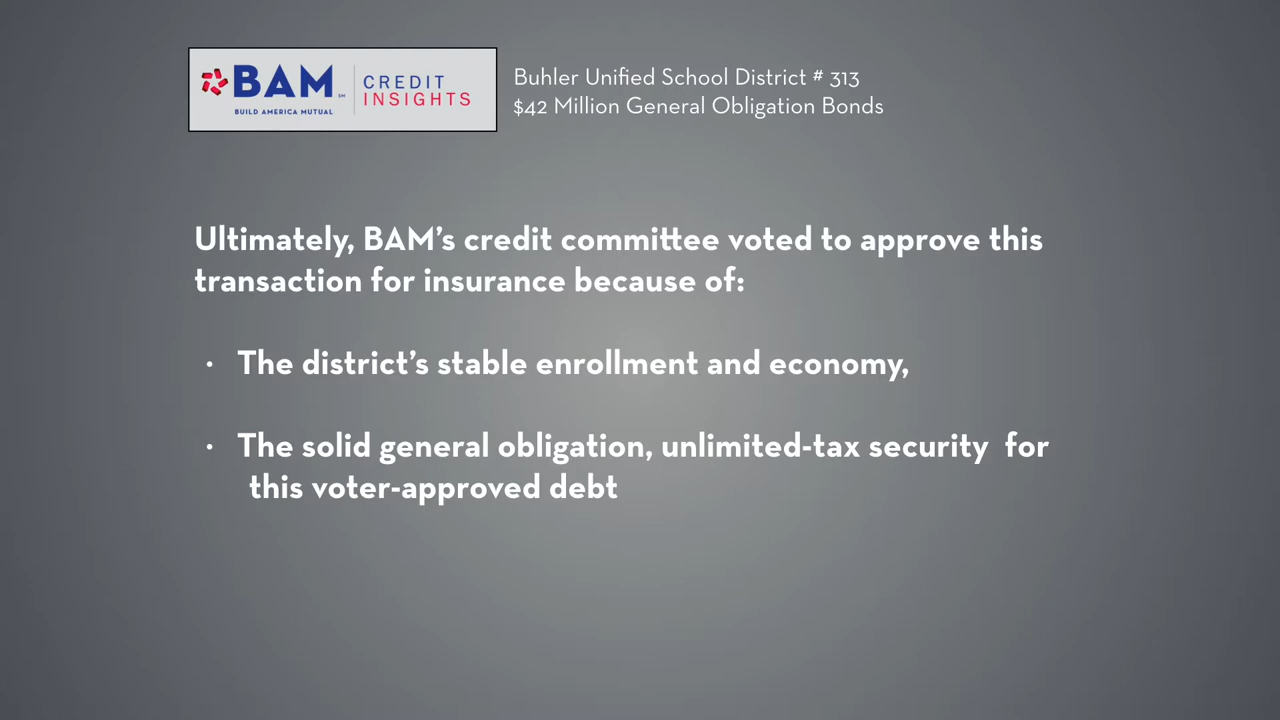 BAM SM
BUILD AMERICA MUTUAL
CREDIT
INSIGHTS
Buhler Unified School District # 313
$42 Million General Obligation Bonds
Ultimately, BAM’s credit committee voted to approve this
transaction for insurance because of:
• The district’s stable enrollment and economy,
• The solid general obligation, unlimited-tax security for
this voter-approved debt